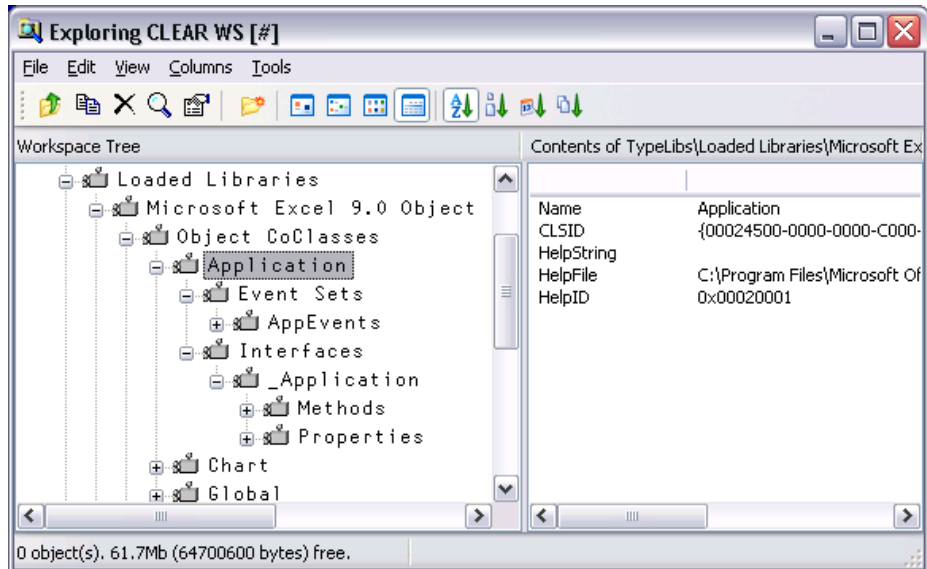 Exploring CLEAR WS [#]
File Edit View Columns Tools
Workspace Tree
Contents of TypeLibs\Loaded Libraries\Microsoft Ex
Loaded Libraries
Microsoft Excel 9.0 Object
Object CoClasses
Application
Event Sets
AppEvents
Interfaces
_Application
Methods
Properties
Chart
Global
Name Application
CLSID {00024500-0000-0000-C000-
HelpString
HelpFile C:\Program Files\Microsoft Of
HelpID 0x00020001
0 object(s). 61.7Mb (64700600 bytes) free.